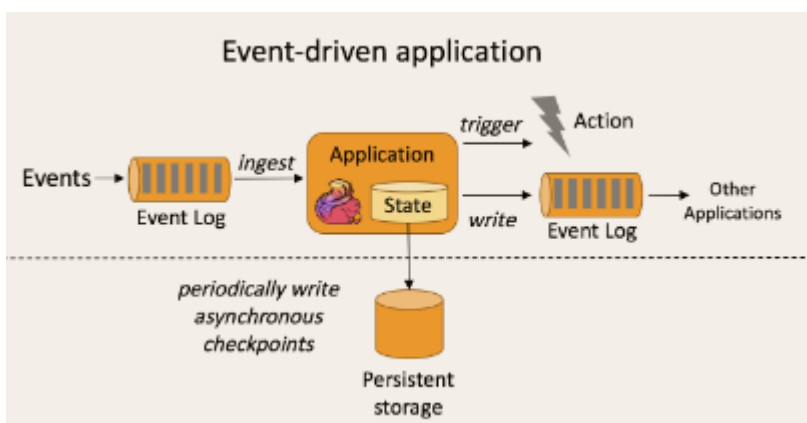 Event-driven application
trigger
Action
Application
ingest
Events
State
Event Log
write
Event Log
Other
Applications
periodically write
asynchronous
checkpoints
Persistent
storage